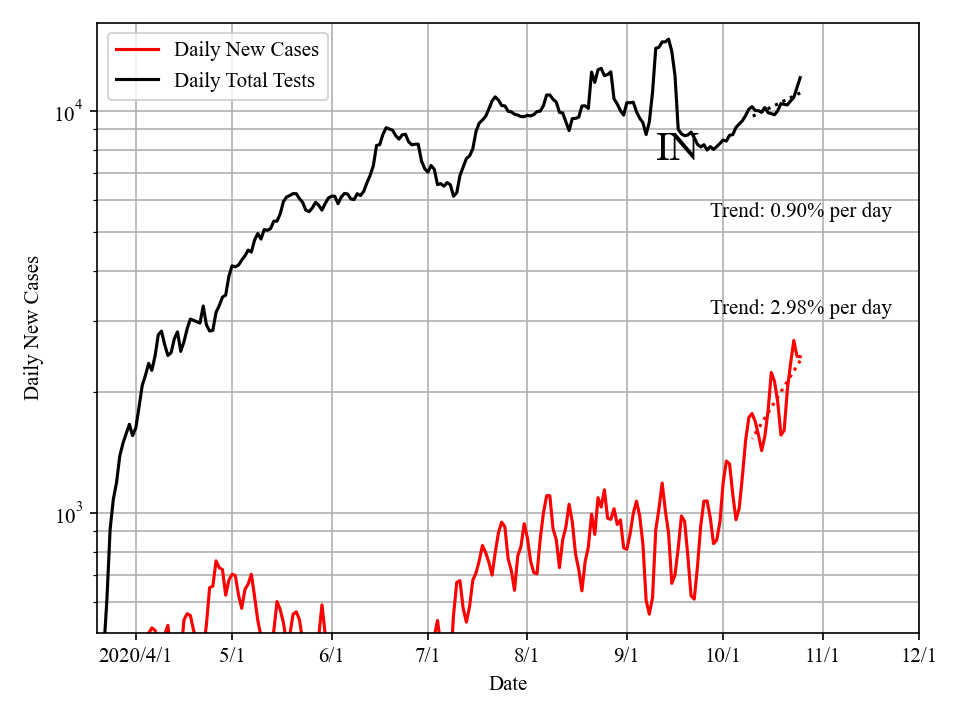 Daily New Cases
Daily Total Tests
10^4
IN
Trend: 0.90% per day
Daily New Cases
Trend: 2.98% per day
10^3
2020/4/1 5/1 6/1 7/1 8/1 9/1 10/1 11/1 12/1
Date